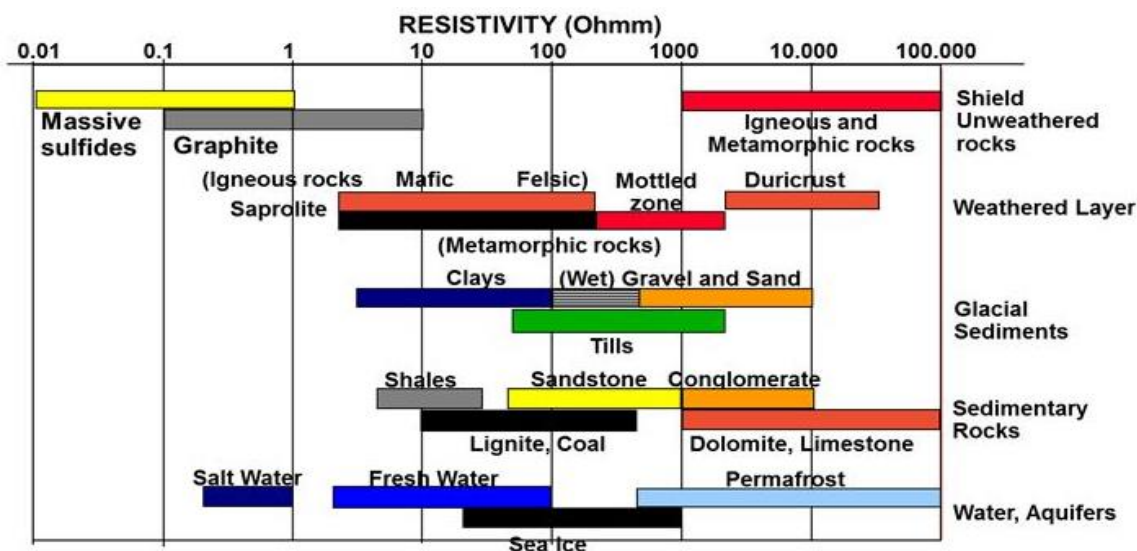 RESISTIVITY (Ohmm)
0.01 0.1 1 10 100 1000 10.000 100.000
Massive sulfides
Graphite
Igneous and Metamorphic rocks
Shield Unweathered rocks
(Igneous rocks Mafic Felsic)
Saprolite
Mottled zone
Duricrust
(Metamorphic rocks)
Weathered Layer
Clays
(Wet) Gravel and Sand
Tills
Glacial Sediments
Shales
Sandstone
Conglomerate
Lignite, Coal
Dolomite, Limestone
Sedimentary Rocks
Salt Water
Fresh Water
Permafrost
Sea Ice
Water, Aquifers